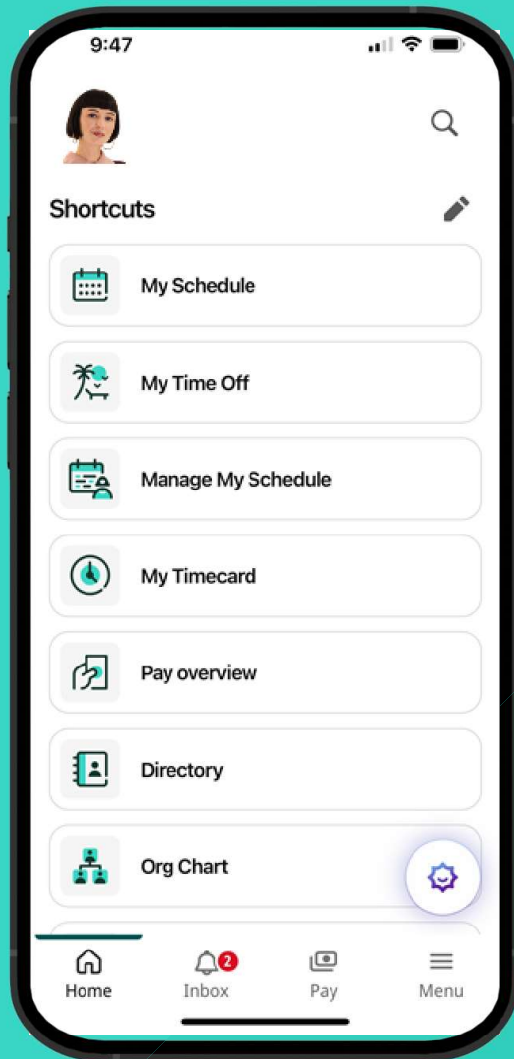 9:47
Shortcuts
My Schedule
My Time Off
Manage My Schedule
My Timecard
Pay overview
Directory
Org Chart
2
Home
Inbox
Pay
Menu